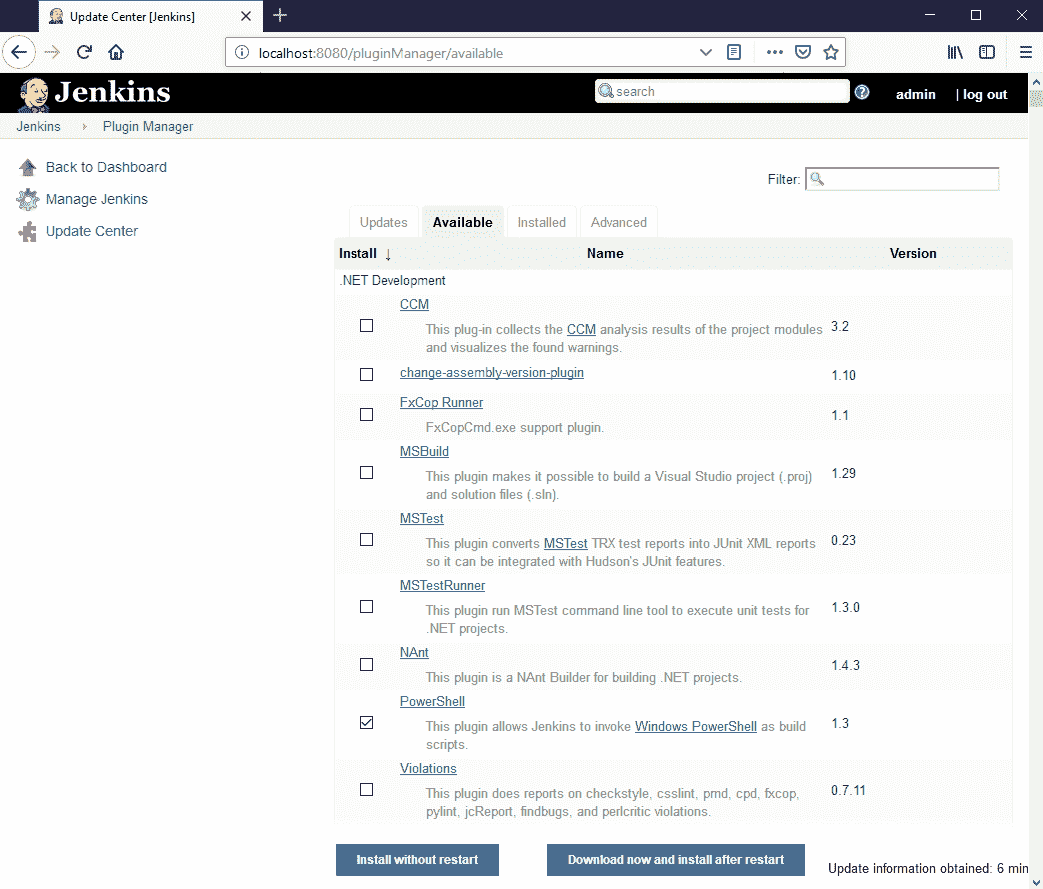 Update Center [Jenkins]
localhost:8080/pluginManager/available
Jenkins
search
admin
| log out
Jenkins
Plugin Manager
Back to Dashboard
Manage Jenkins
Update Center
Filter:
Updates
Available
Installed
Advanced
Install ↓
Name
Version
.NET Development
CCM
This plug-in collects the CCM analysis results of the project modules
and visualizes the found warnings.
3.2
change-assembly-version-plugin
1.10
FxCop Runner
FxCopCmd.exe support plugin.
1.1
MSBuild
This plugin makes it possible to build a Visual Studio project (.proj)
and solution files (.sln).
1.29
MSTest
This plugin converts MSTest TRX test reports into JUnit XML reports
so it can be integrated with Hudson's JUnit features.
0.23
MSTestRunner
This plugin run MSTest command line tool to execute unit tests for
.NET projects.
1.3.0
NAnt
This plugin is a NAnt Builder for building .NET projects.
1.4.3
PowerShell
This plugin allows Jenkins to invoke Windows PowerShell as build
scripts.
1.3
Violations
This plugin does reports on checkstyle, csslint, pmd, cpd, fxcop,
pylint, jcReport, findbugs, and perlcritic violations.
0.7.11
Install without restart
Download now and install after restart
Update information obtained: 6 min